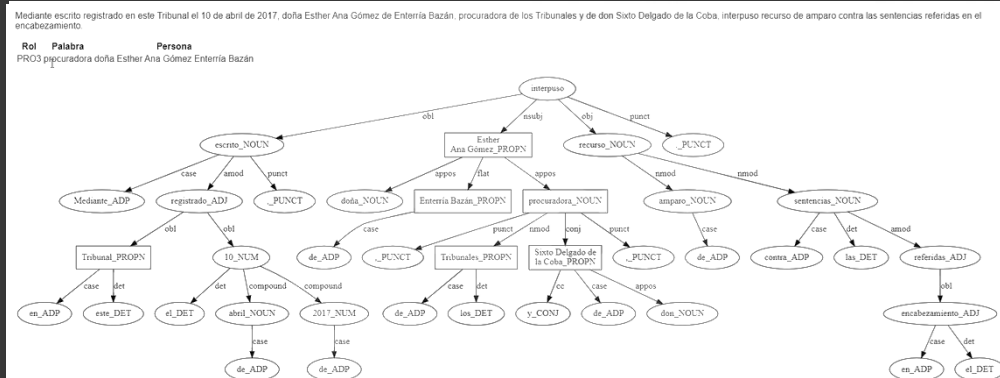 Mediante escrito registrado en este Tribunal el 10 de abril de 2017, doña Esther Ana Gómez de Enterría Bazán, procuradora de los Tribunales y de don Sixto Delgado de la Coba, interpuso recurso de amparo contra las sentencias referidas en el
encabezamiento.
Rol Palabra Persona
PRO3 procuradora doña Esther Ana Gómez Enterría Bazán
interpuso
obl nsubj obj punct
escrito_NOUN Esther
Ana Gómez_PROPN recurso_NOUN ._PUNCT
case amod punct appos flat appos nmod nmod
Mediante_ADP registrado_ADJ ,_PUNCT doña_NOUN Enterría Bazán_PROPN procuradora_NOUN amparo_NOUN sentencias_NOUN
obl obl case punct nmod conj punct case case det amod
Tribunal_PROPN 10_NUM de_ADP ,_PUNCT Tribunales_PROPN Sixto Delgado de
la Coba_PROPN ,_PUNCT de_ADP contra_ADP las_DET referidas_ADJ
case det det compound compound case det cc case appos obl
en_ADP este_DET el_DET abril_NOUN 2017_NUM de_ADP los_DET y_CONJ de_ADP don_NOUN encabezamiento_ADJ
case case case det
de_ADP de_ADP en_ADP el_DET